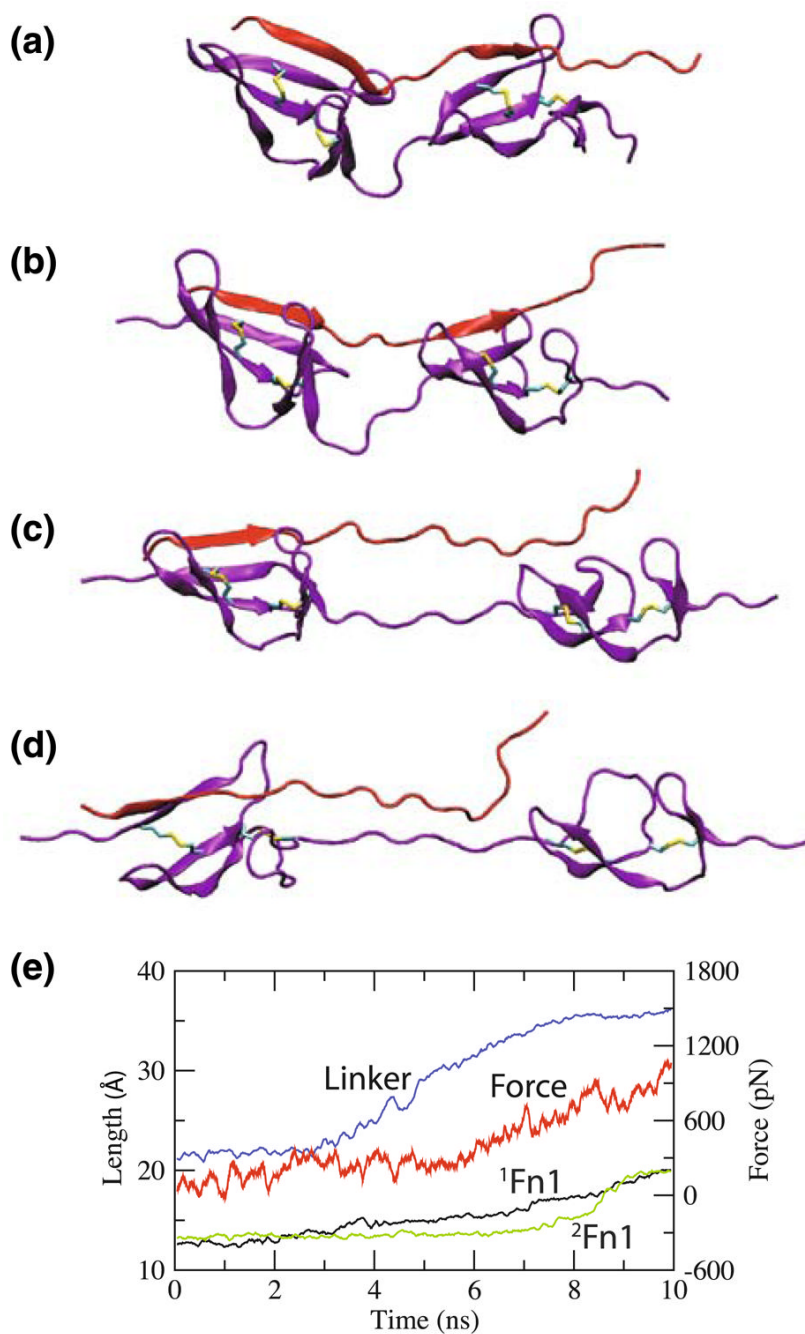 (a)
(b)
(c)
(d)
(e)
40
30
20
10
Length (Å)
1800
1200
600
0
-600
Force (pN)
Linker
Force
¹Fn1
²Fn1
0
2
4
6
8
10
Time (ns)